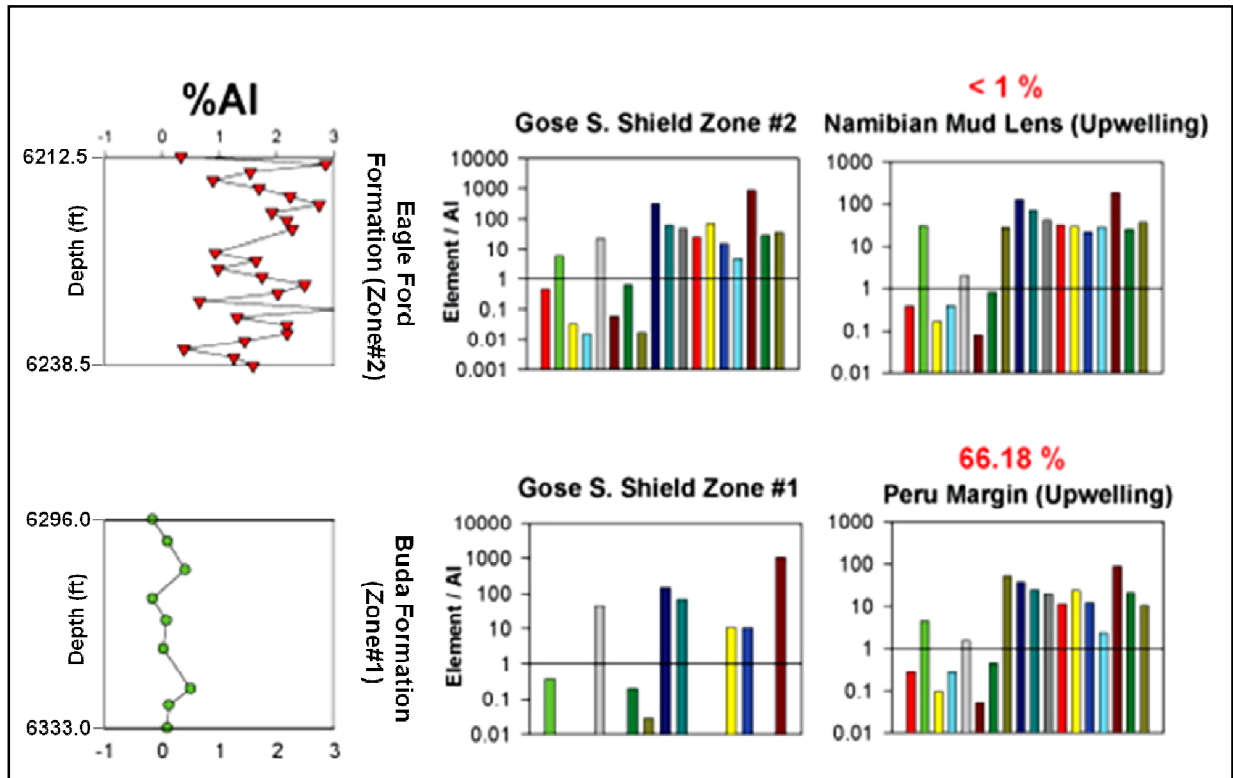 %Al
-1 0 1 2 3
6212.5
Depth (ft)
6238.5
Eagle Ford
Formation (Zone#2)
Gose S. Shield Zone #2
Element / Al
10000
1000
100
10
1
0.1
0.01
0.001
< 1 %
Namibian Mud Lens (Upwelling)
1000
100
10
1
0.1
0.01
6296.0
Depth (ft)
6333.0
-1 0 1 2 3
Buda Formation
(Zone#1)
Gose S. Shield Zone #1
Element / Al
10000
1000
100
10
1
0.1
0.01
66.18 %
Peru Margin (Upwelling)
1000
100
10
1
0.1
0.01